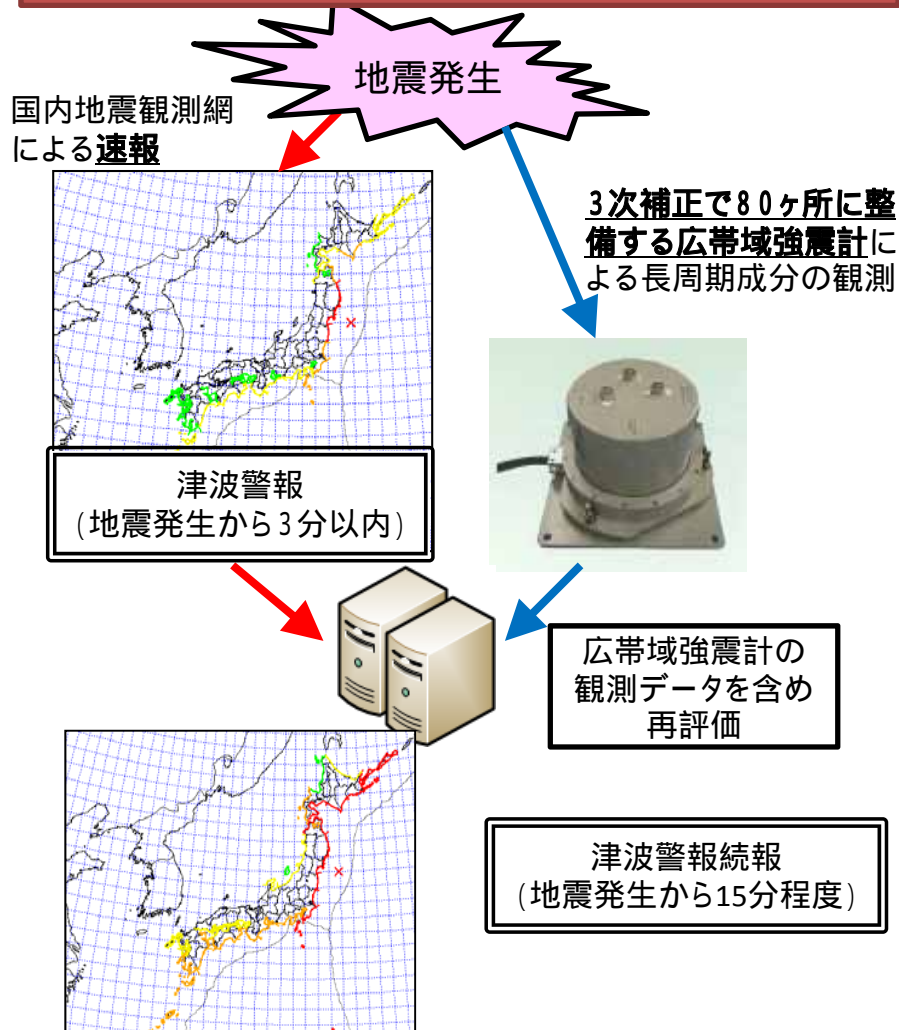 地震発生
国内地震観測網
による速報
3次補正で80ヶ所に整
備する広帯域強震計に
よる長周期成分の観測
津波警報
(地震発生から3分以内)
広帯域強震計の
観測データを含め
再評価
津波警報続報
(地震発生から15分程度)